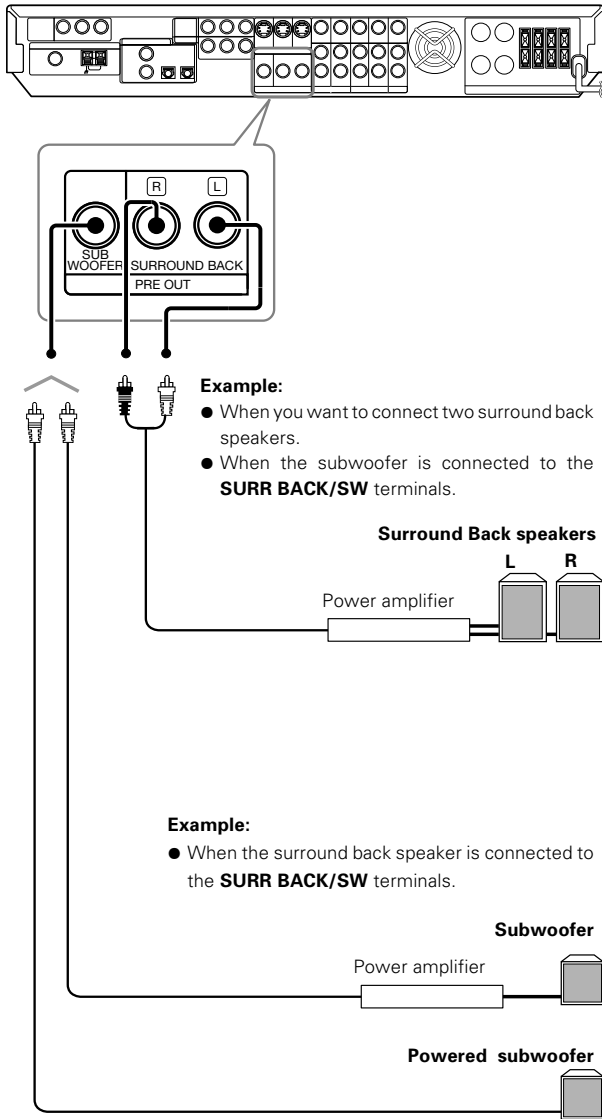 R L
SUB
WOOFER SURROUND BACK
PRE OUT
Example:
● When you want to connect two surround back
speakers.
● When the subwoofer is connected to the
SURR BACK/SW terminals.
Surround Back speakers
L R
Power amplifier
Example:
● When the surround back speaker is connected to
the SURR BACK/SW terminals.
Subwoofer
Power amplifier
Powered subwoofer